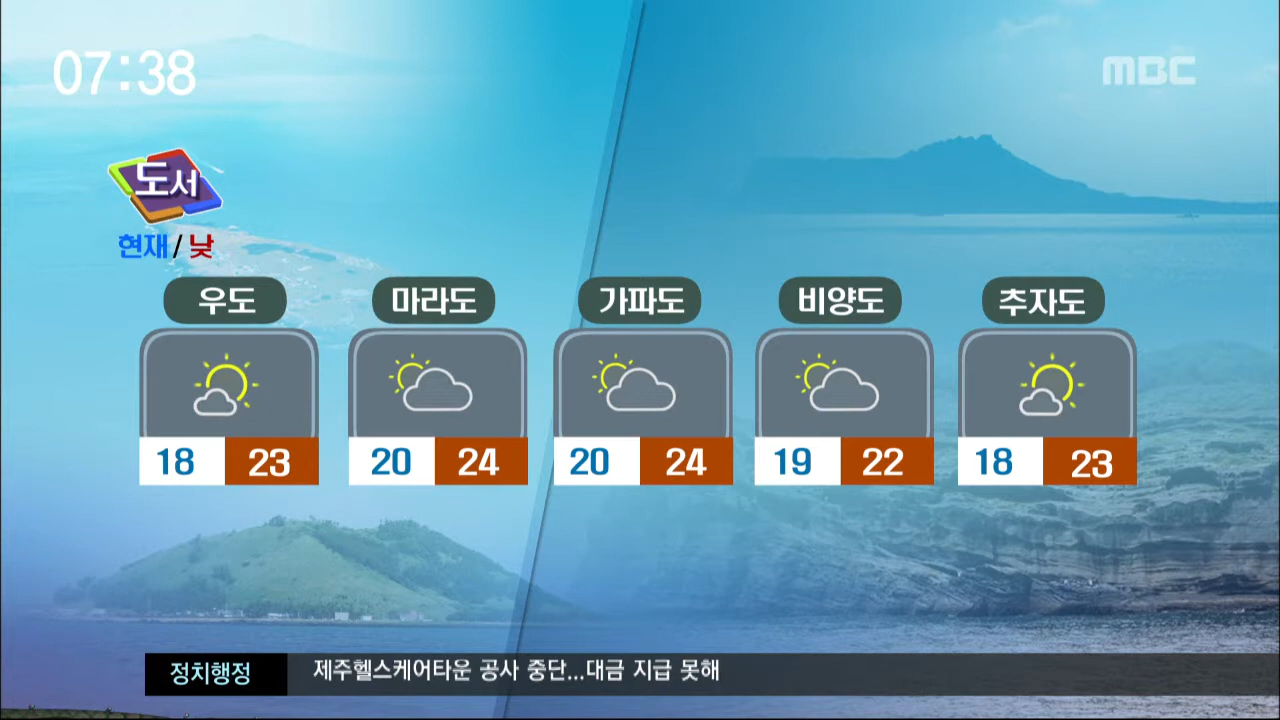 07:38
MBC
도서
현재/낮
우도 마라도 가파도 비양도 추자도
18 23 20 24 20 24 19 22 18 23
정치행정 제주헬스케어타운 공사 중단...대금 지급 못해